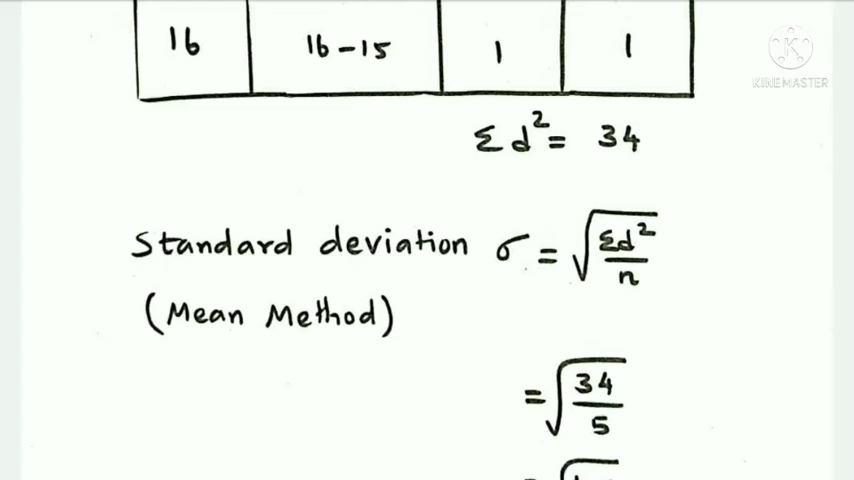 16 16-15 1 1
K
KINEMASTER
Σd²= 34
Standard deviation σ = √Σd²/n
(Mean Method)
= √34/5